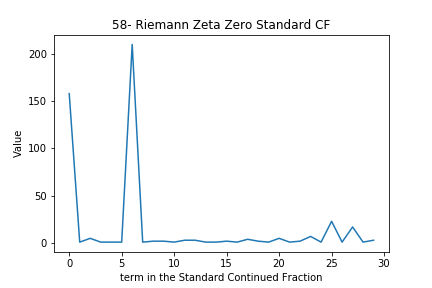 58- Riemann Zeta Zero Standard CF
200
150
100
50
0
Value
0 5 10 15 20 25 30
term in the Standard Continued Fraction